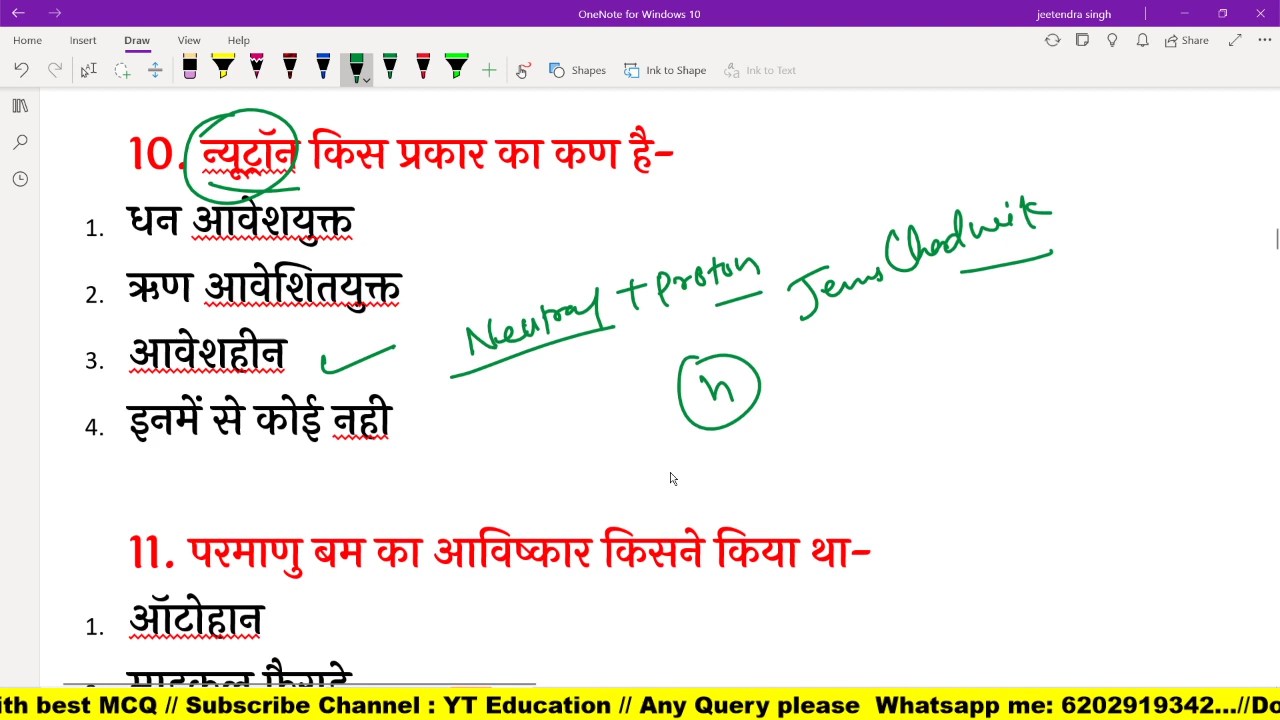 OneNote for Windows 10
jeetendra singh
Home Insert Draw View Help
Share
Shapes Ink to Shape Ink to Text
10. न्यूट्रॉन किस प्रकार का कण है-
1. धन आवेशयुक्त
2. ऋण आवेशितयुक्त
3. आवेशहीन
4. इनमें से कोई नही
Neutral + Proton Jems Chadwik
n
11. परमाणु बम का आविष्कार किसने किया था-
1. ऑटोहान
ith best MCQ // Subscribe Channel : YT Education // Any Query please Whatsapp me: 6202919342...//Do